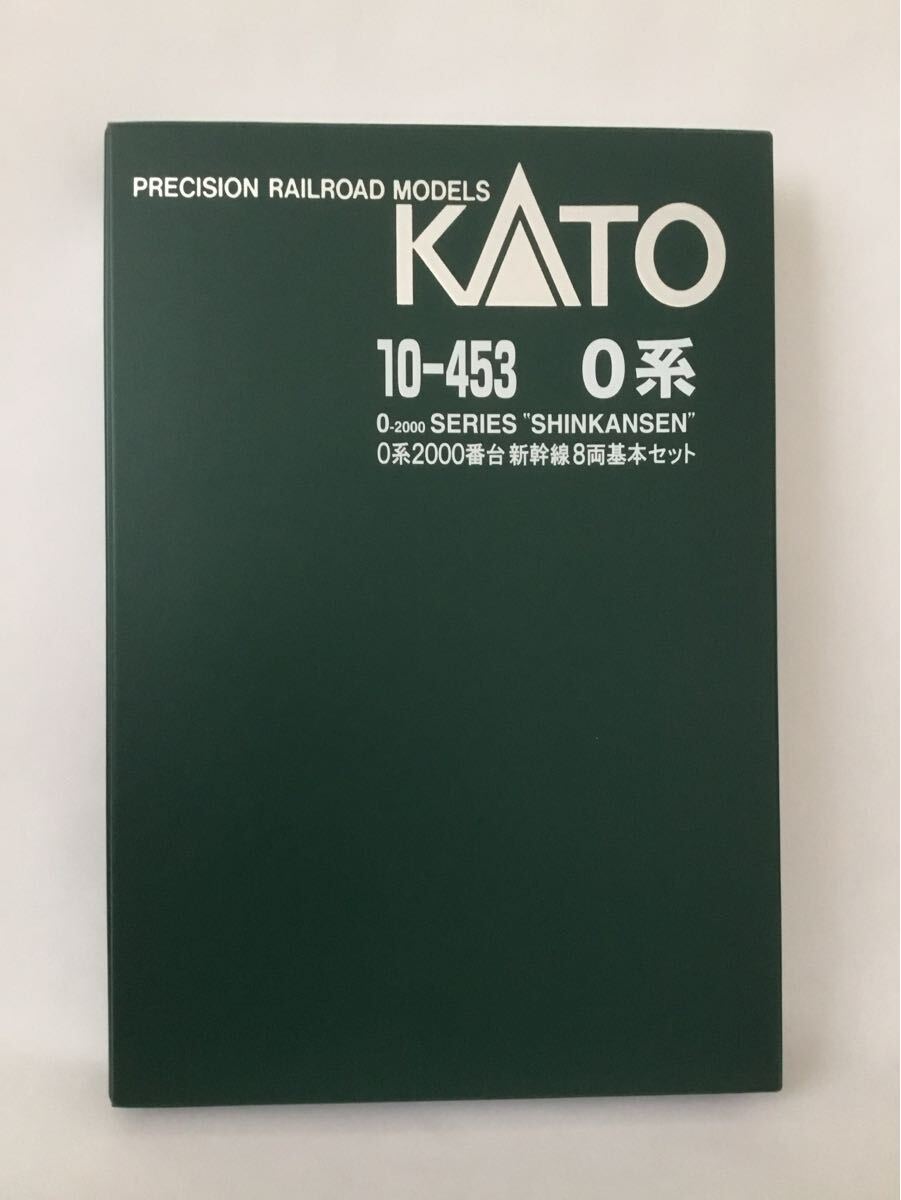 PRECISION RAILROAD MODELS
KATO
10-453 0系
0-2000 SERIES "SHINKANSEN"
0系2000番台 新幹線8両基本セット